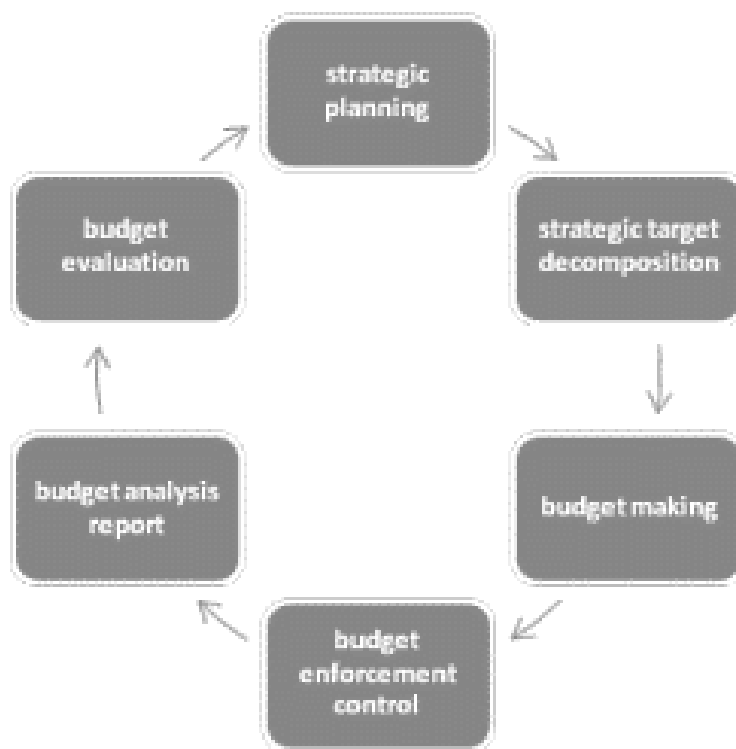 strategic
planning
strategic target
decomposition
budget making
budget
enforcement
control
budget analysis
report
budget
evaluation